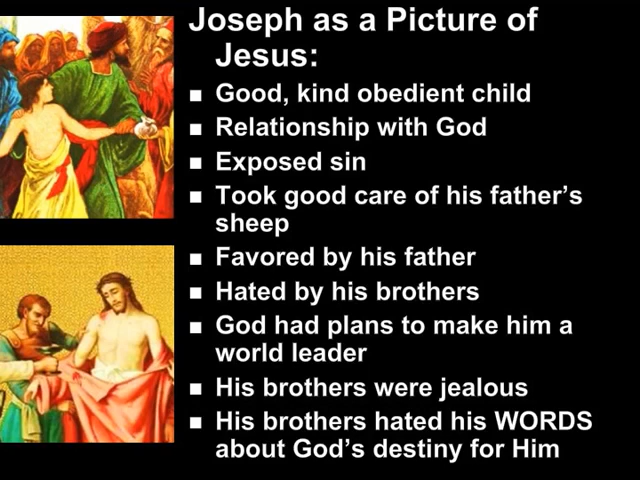 Joseph as a Picture of
Jesus:
■ Good, kind obedient child
■ Relationship with God
■ Exposed sin
■ Took good care of his father’s
sheep
■ Favored by his father
■ Hated by his brothers
■ God had plans to make him a
world leader
■ His brothers were jealous
■ His brothers hated his WORDS
about God’s destiny for Him